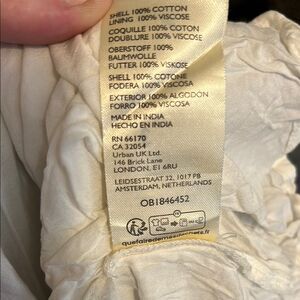 SHELL 100% COTTON
LINING 100% VISCOSE
COQUILLE 100% COTON
DOUBLURE 100% VISCOSE
OBERSTOFF 100%
BAUMWOLLE
FUTTER 100% VISKOSE
SHELL 100% COTONE
FODERA 100% VISCOSA
EXTERIOR 100% ALGODON
FORRO 100% VISCOSA
MADE IN INDIA
HECHO EN INDIA
RN 66170
CA 32054
Urban UK Ltd.
146 Brick Lane
LONDON. E1 6RU
LEIDSESTRAAT 32, 1017 PB
AMSTERDAM, NETHERLANDS
OB1846452
quefairedemesdechets.fr